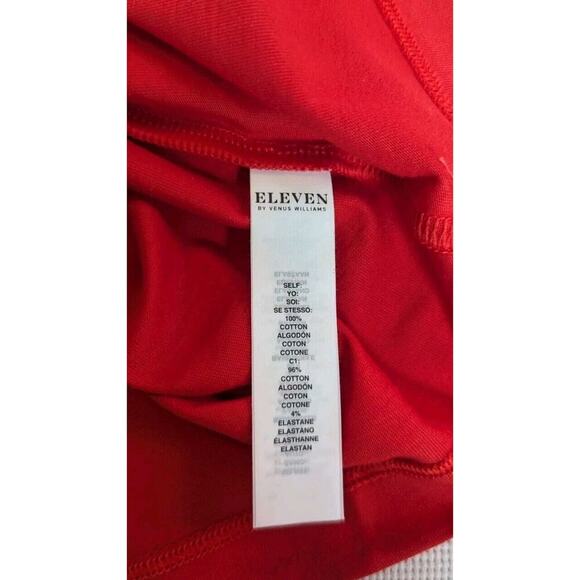 ELEVEN
BY VENUS WILLIAMS
SELF:
YO:
SOI:
SE STESSO:
100%
COTTON
ALGODÓN
COTON
COTONE
C1:
96%
COTTON
ALGODÓN
COTON
COTONE
4%
ELASTANE
ELASTANO
ÉLASTHANNE
ELASTAN